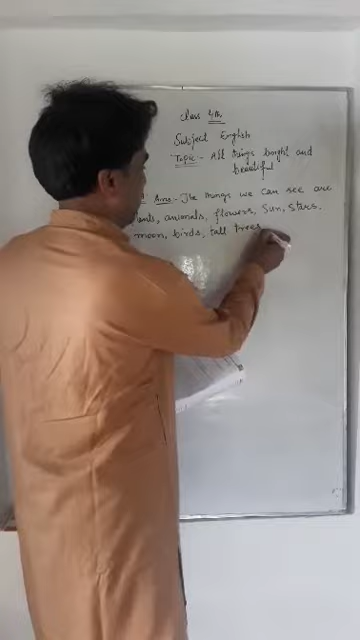 Class 4th
Subject English
Topic - All things bright and
beautiful
Ans - The things we can see are
animals, flowers, Sun, Stars.
moon, birds, tall trees